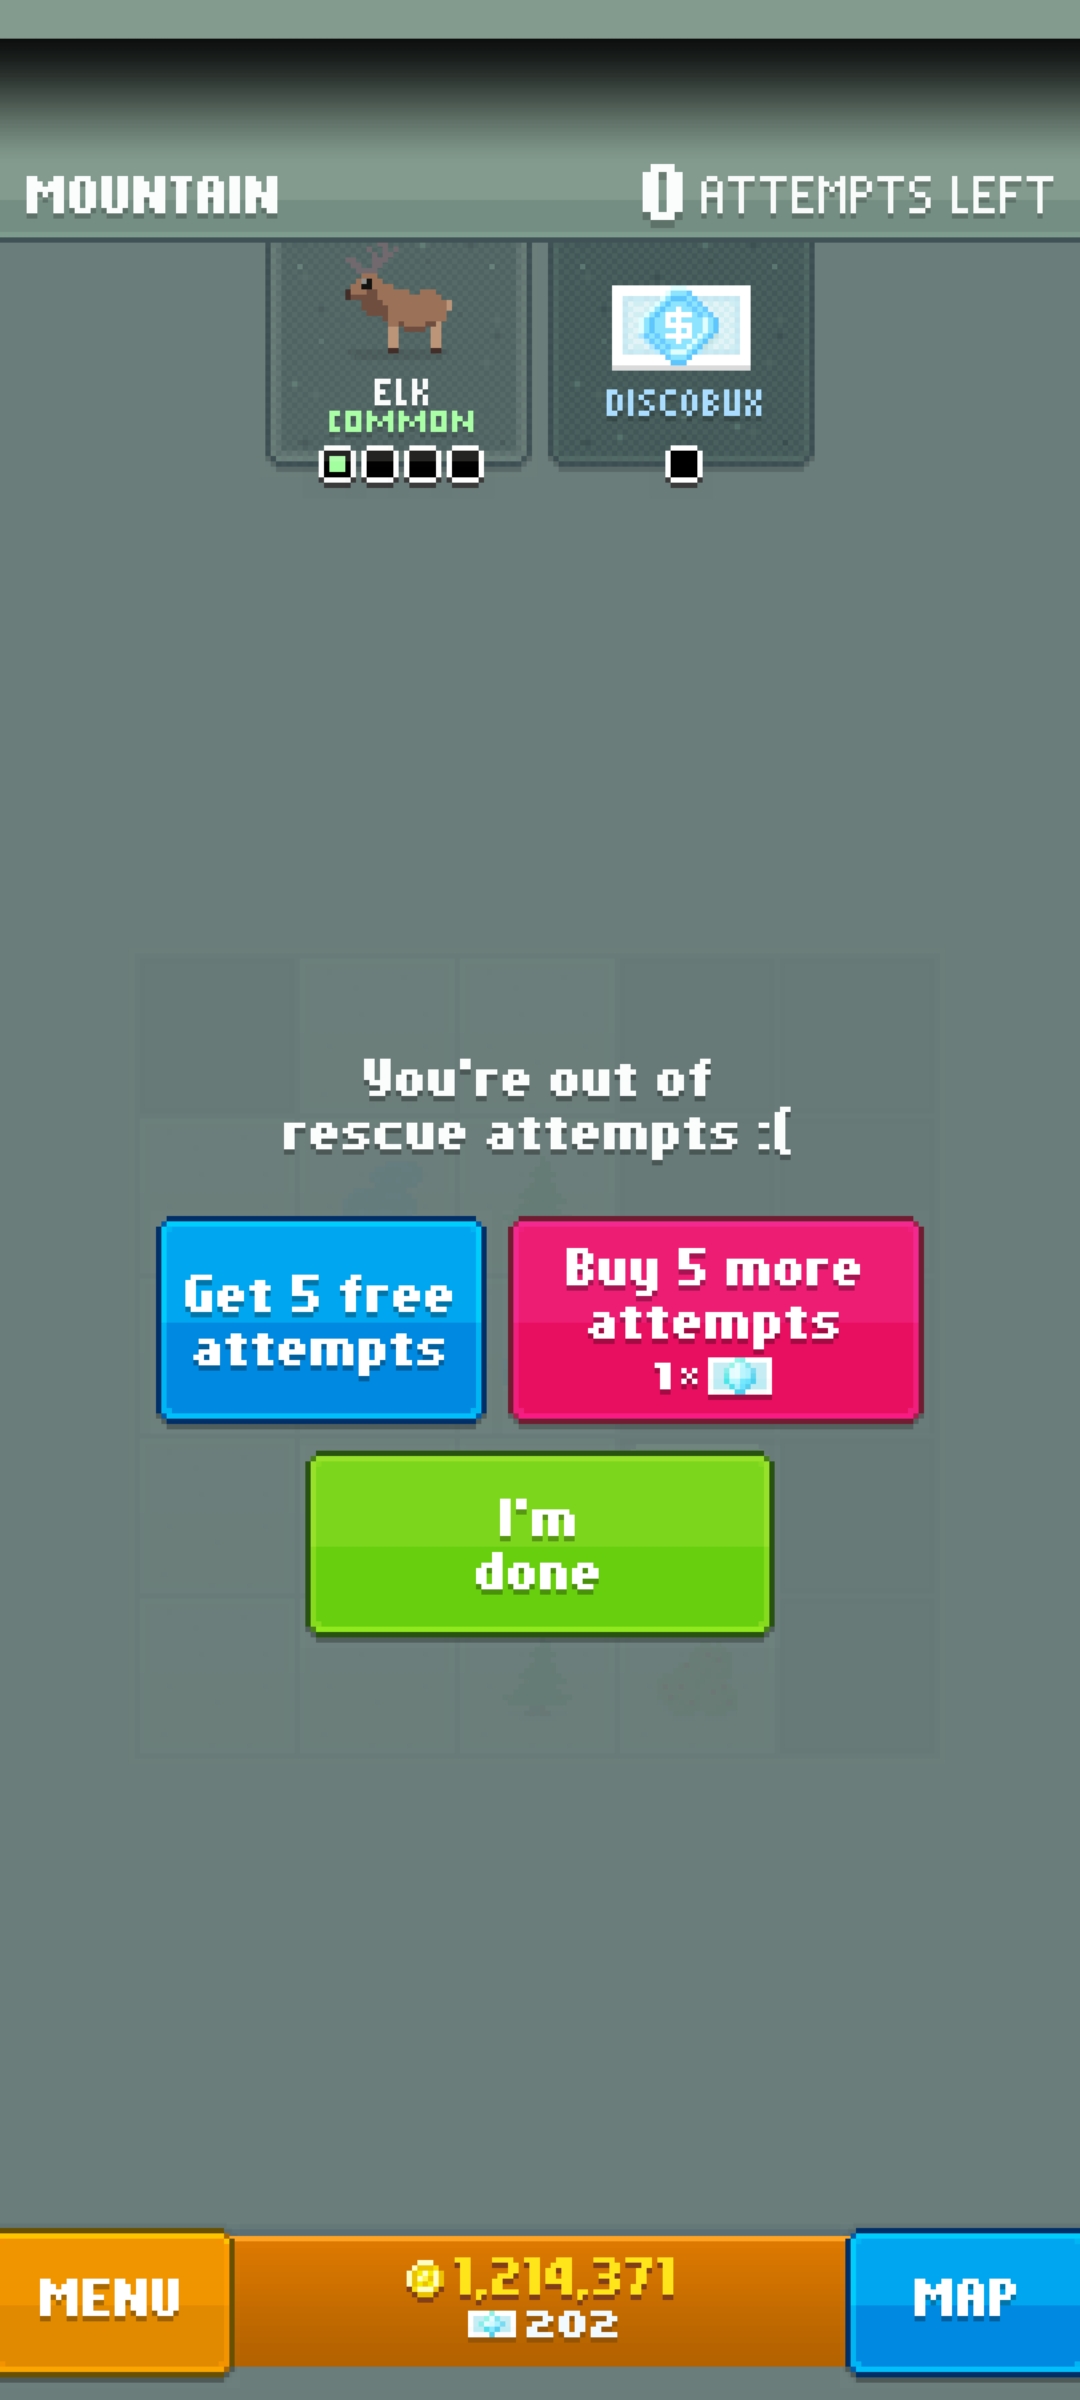 MOUNTAIN
0 ATTEMPTS LEFT
ELK
COMMON
$
DISCOBUX
You're out of
rescue attempts :(
Get 5 free
attempts
Buy 5 more
attempts
1×
I'm
done
MENU
1,214,371
202
MAP